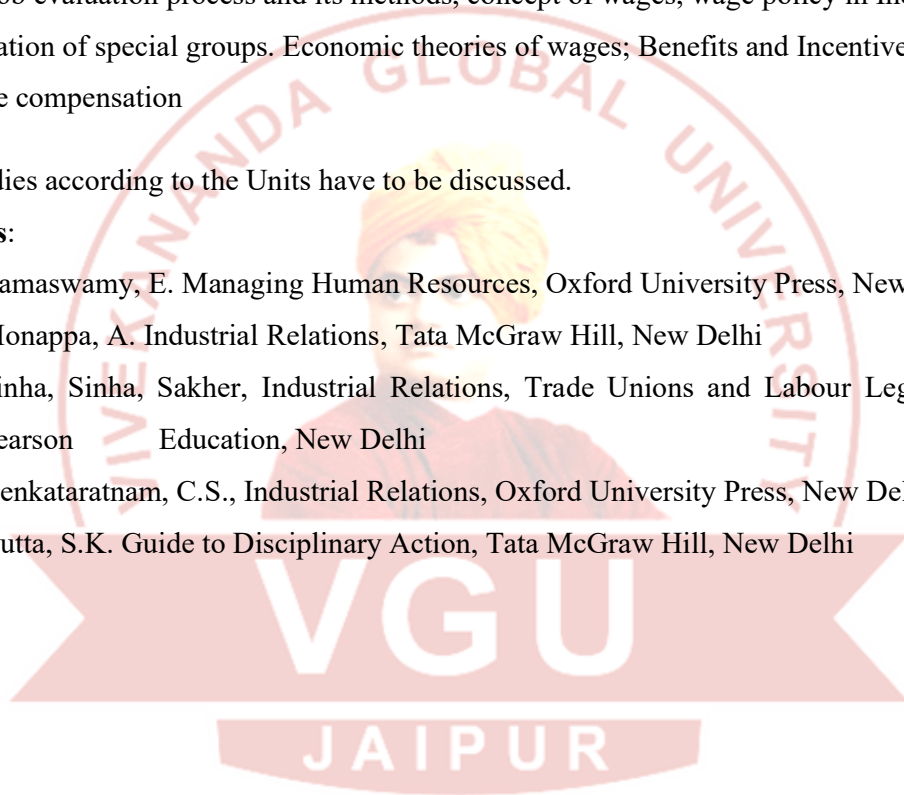 ob evaluation process and its methods, concept of wages, wage policy in
ation of special groups. Economic theories of wages; Benefits and Incentive
e compensation
dies according to the Units have to be discussed.
s:
amaswamy, E. Managing Human Resources, Oxford University Press, New
Monappa, A. Industrial Relations, Tata McGraw Hill, New Delhi
inha, Sinha, Sakher, Industrial Relations, Trade Unions and Labour Leg
earson Education, New Delhi
enkataratnam, C.S., Industrial Relations, Oxford University Press, New Del
utta, S.K. Guide to Disciplinary Action, Tata McGraw Hill, New Delhi
VIVEKANANDA GLOBAL UNIVERSITY
VGU
JAIPUR